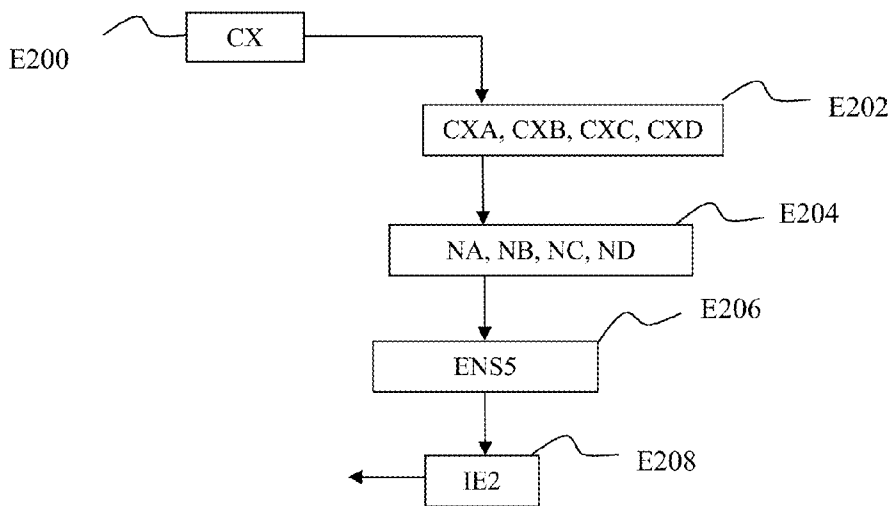 E200
CX
CXA, CXB, CXC, CXD
E202
NA, NB, NC, ND
E204
ENS5
E206
IE2
E208